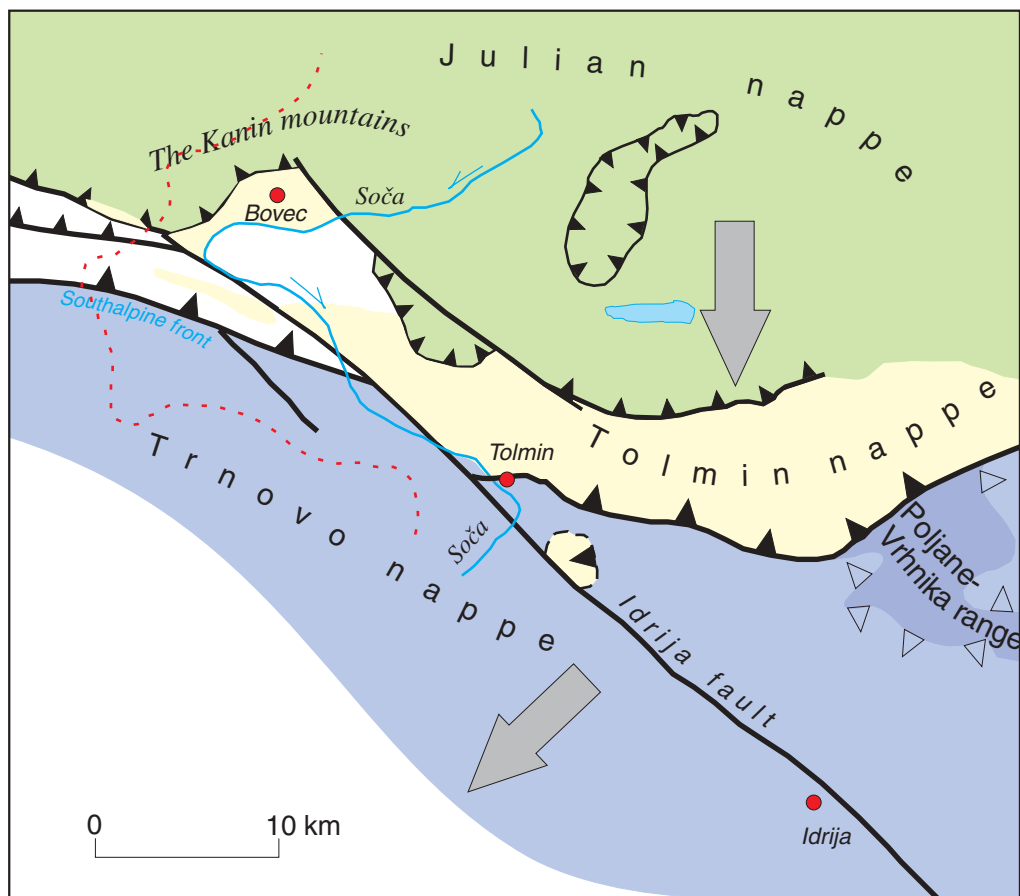 Julian nappe
The Kanin mountains
Soča
Bovec
Southalpine front
Tolmin nappe
Tolmin
Trnovo nappe
Soča
Poljane-
Vrhnika range
Idrija fault
0 10 km
Idrija